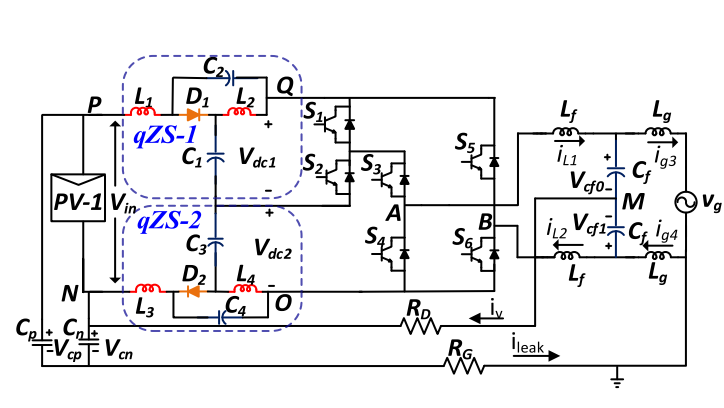 C2
P L1 D1 L2 Q
qZS-1
C1 Vdc1
+
-
S1
S2 S3
S5
Lf Lg
iL1 ig3
+
Vcf0 Cf
-
M
vg
PV-1 Vin
qZS-2
+
C3 Vdc2
A
B
S4 S6
-
Vcf1 Cf
+
iL2 ig4
Lf Lg
N L3 D2 L4 - O
C4
RD iv
Cp + Cn +
-Vcp - Vcn
RG ileak